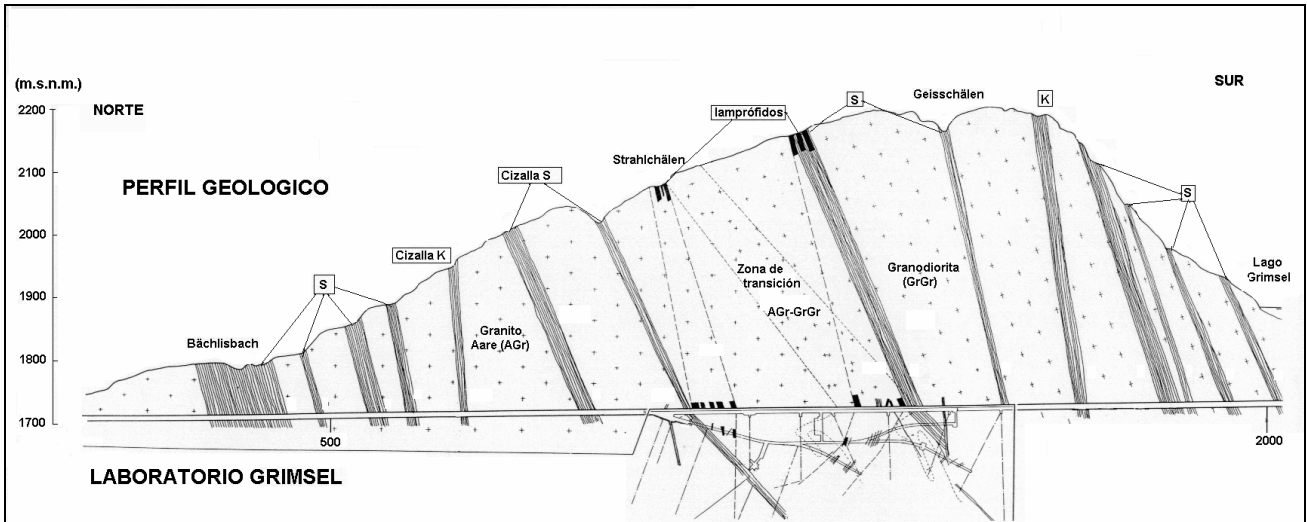 (m.s.n.m.)
SUR
NORTE
2200
2100
2000
1900
1800
1700
PERFIL GEOLOGICO
Geisschälen
K
S
lamprófidos
Strahlchälen
Cizalla S
S
Cizalla K
S
Bächlisbach
Granito
Aare (AGr)
Zona de
transición
AGr-GrGr
Granodiorita
(GrGr)
Lago
Grimsel
500
2000
LABORATORIO GRIMSEL